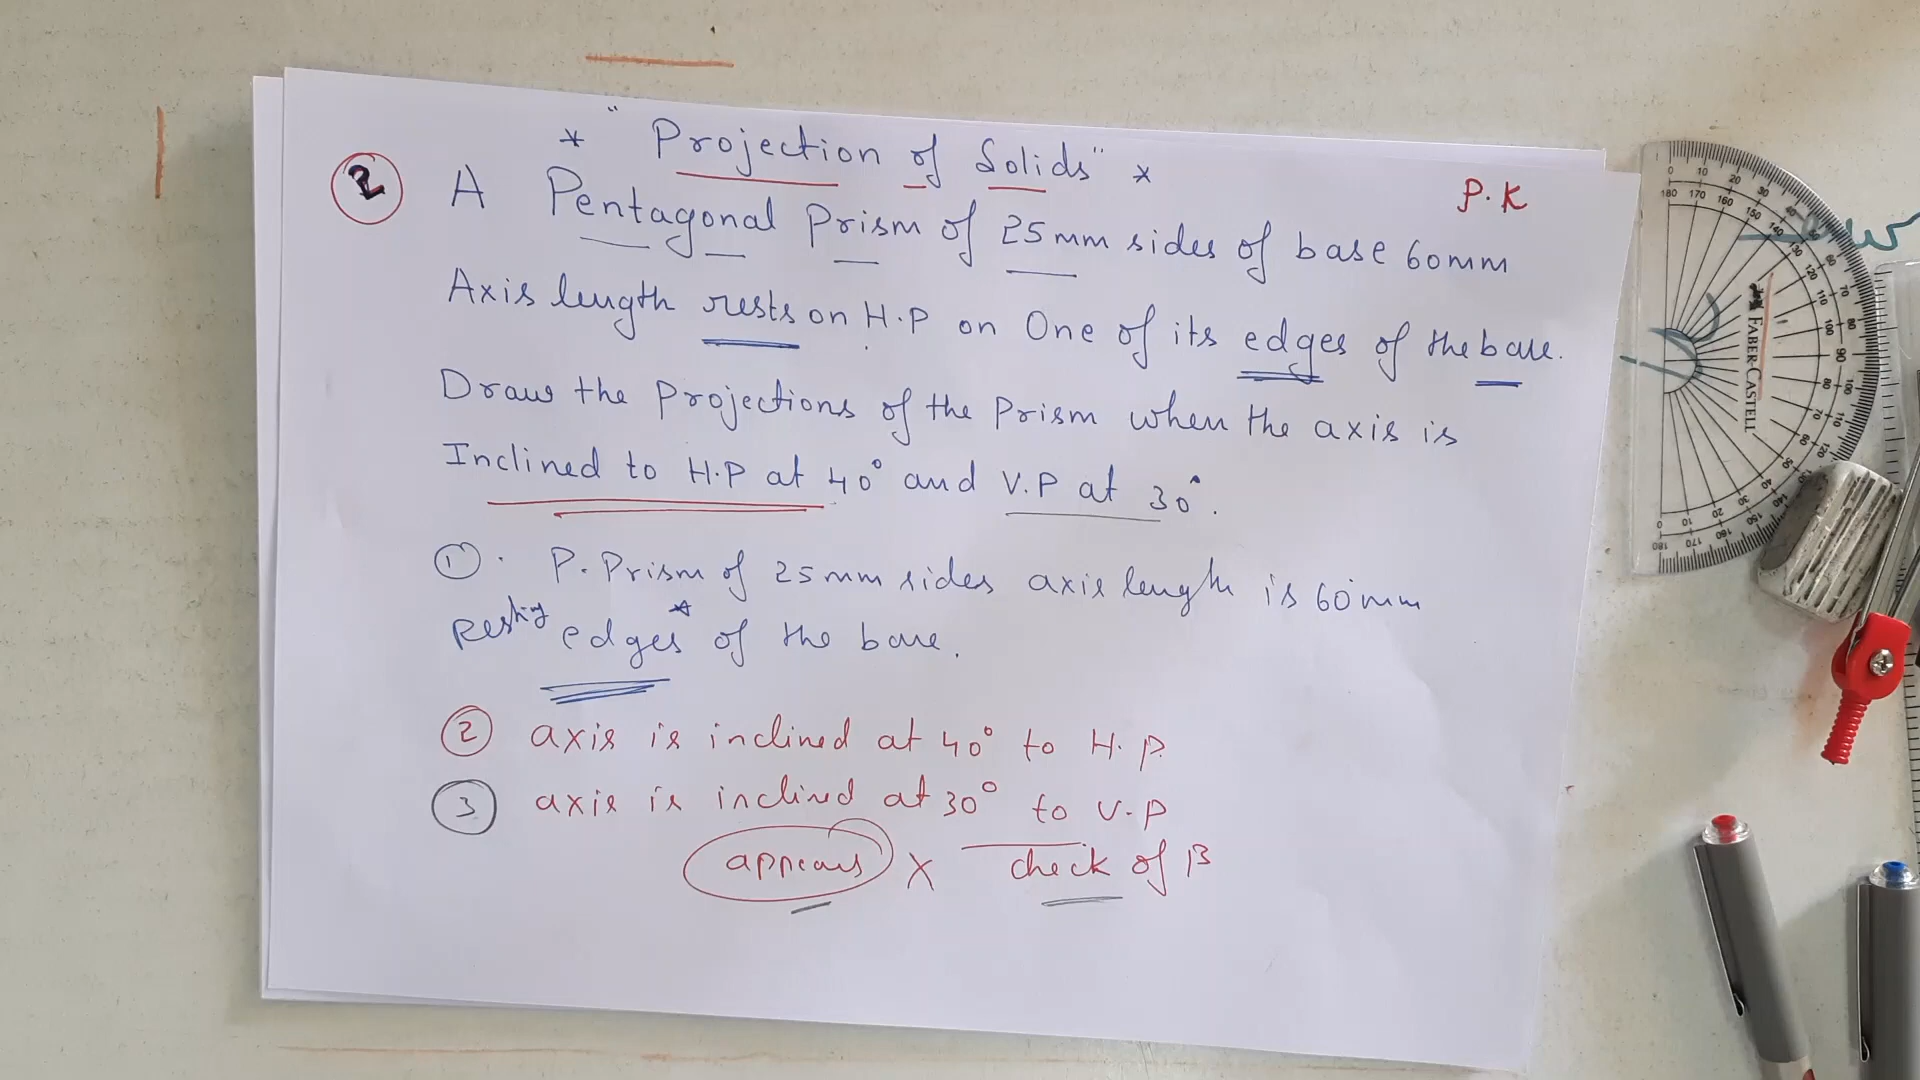 * "Projection of Solids" *
P.K
2 A Pentagonal Prism of 25mm sides of base 60mm
Axis length rests on H.P on One of its edges of the base.
Draw the Projections of the Prism when the axis is
Inclined to H.P at 40° and V.P at 30°.
① . P. Prism of 25mm sides axis length is 60mm
Resting edges* of the base.
② axis is inclined at 40° to H.P.
③ axis is inclined at 30° to V.P
appears X check of β
FABER-CASTELL